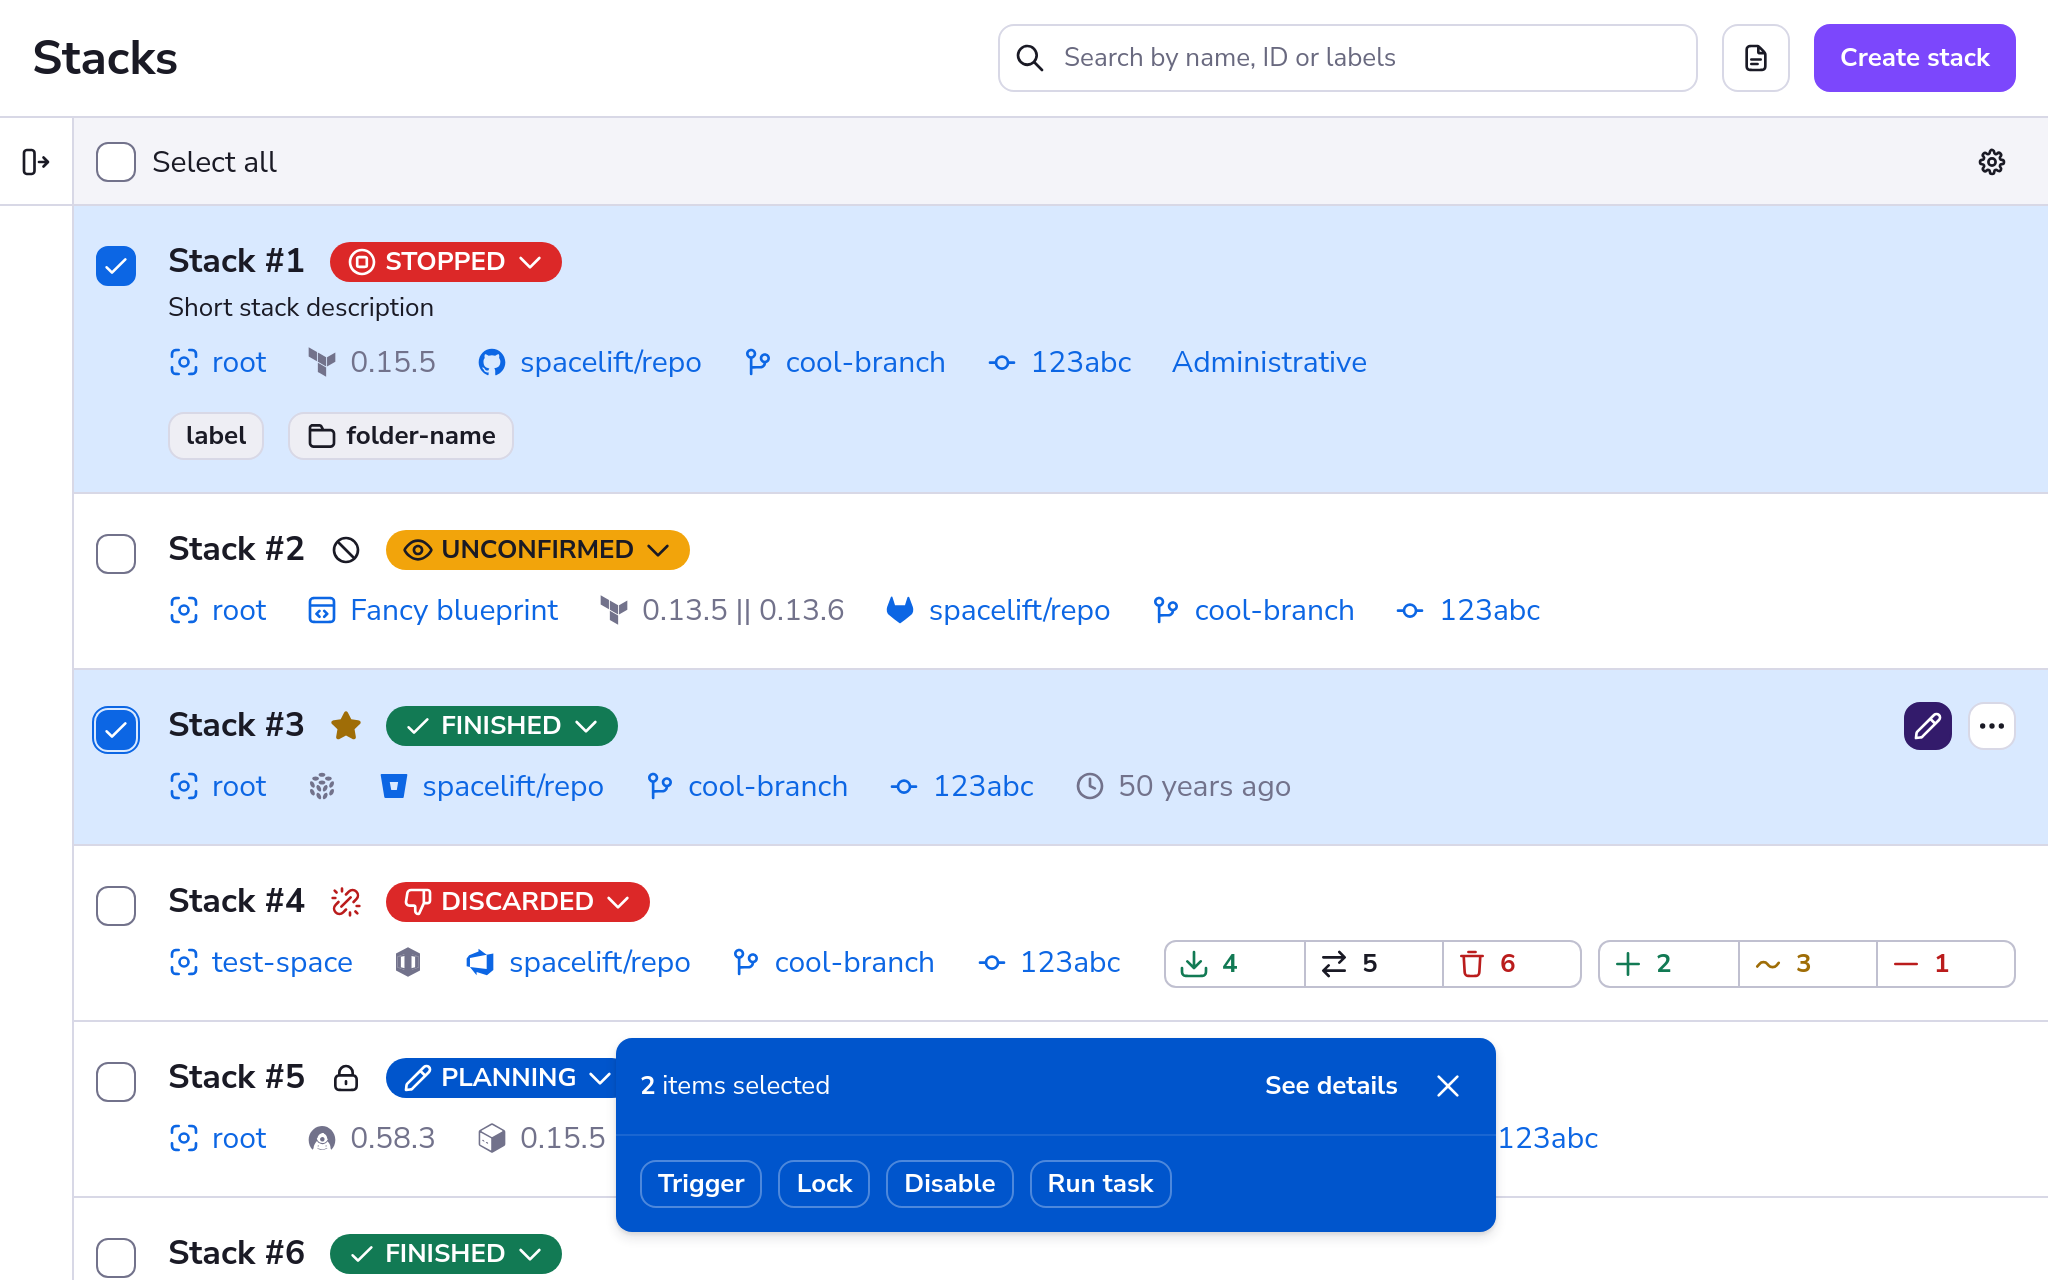 Stacks
Search by name, ID or labels
Create stack
Select all
Stack #1 STOPPED
Short stack description
root 0.15.5 spacelift/repo cool-branch 123abc Administrative
label folder-name
Stack #2 UNCONFIRMED
root Fancy blueprint 0.13.5 || 0.13.6 spacelift/repo cool-branch 123abc
Stack #3 FINISHED
root spacelift/repo cool-branch 123abc 50 years ago
Stack #4 DISCARDED
test-space spacelift/repo cool-branch 123abc 4 5 6 2 3 1
Stack #5 PLANNING
root 0.58.3 0.15.5 123abc
2 items selected See details
Trigger Lock Disable Run task
Stack #6 FINISHED